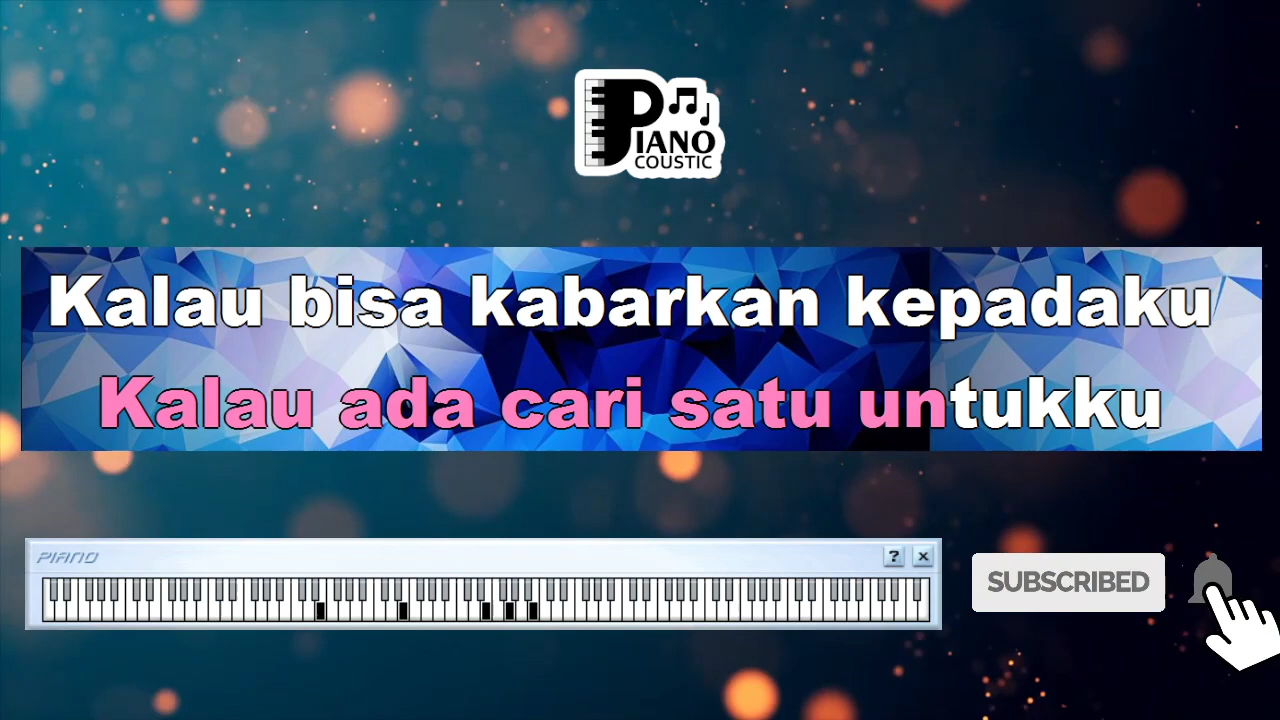 PIANO
COUSTIC
Kalau bisa kabarkan kepadaku
Kalau ada cari satu untukku
PIANO
? ×
SUBSCRIBED